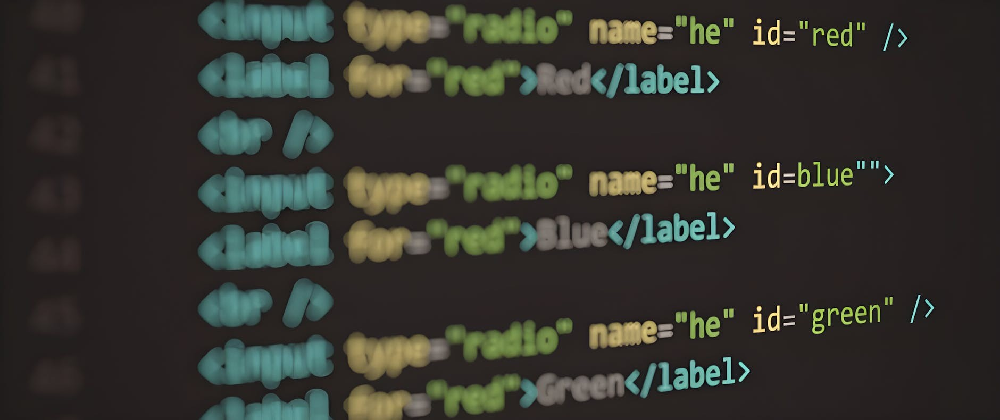 <input type="radio" name="he" id="red" />
<label for="red">Red</label>
<br />
<input type="radio" name="he" id=blue"">
<label for="red">Blue</label>
<br />
<input type="radio" name="he" id="green" />
<label for="red">Green</label>